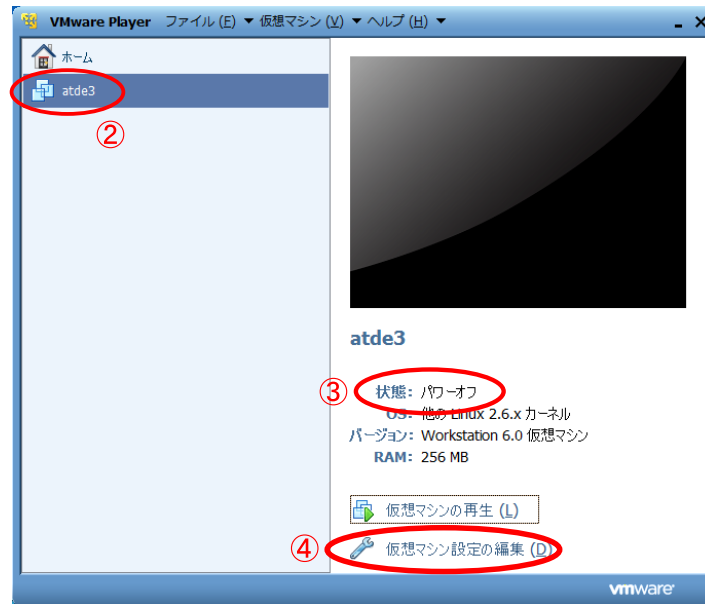 VMware Player ファイル (F) ▼ 仮想マシン (V) ▼ ヘルプ (H) ▼
ホーム
atde3
②
atde3
③ 状態: パワーオフ
OS: 他の Linux 2.6.x カーネル
バージョン: Workstation 6.0 仮想マシン
RAM: 256 MB
仮想マシンの再生 (L)
④ 仮想マシン設定の編集 (D)
vmware